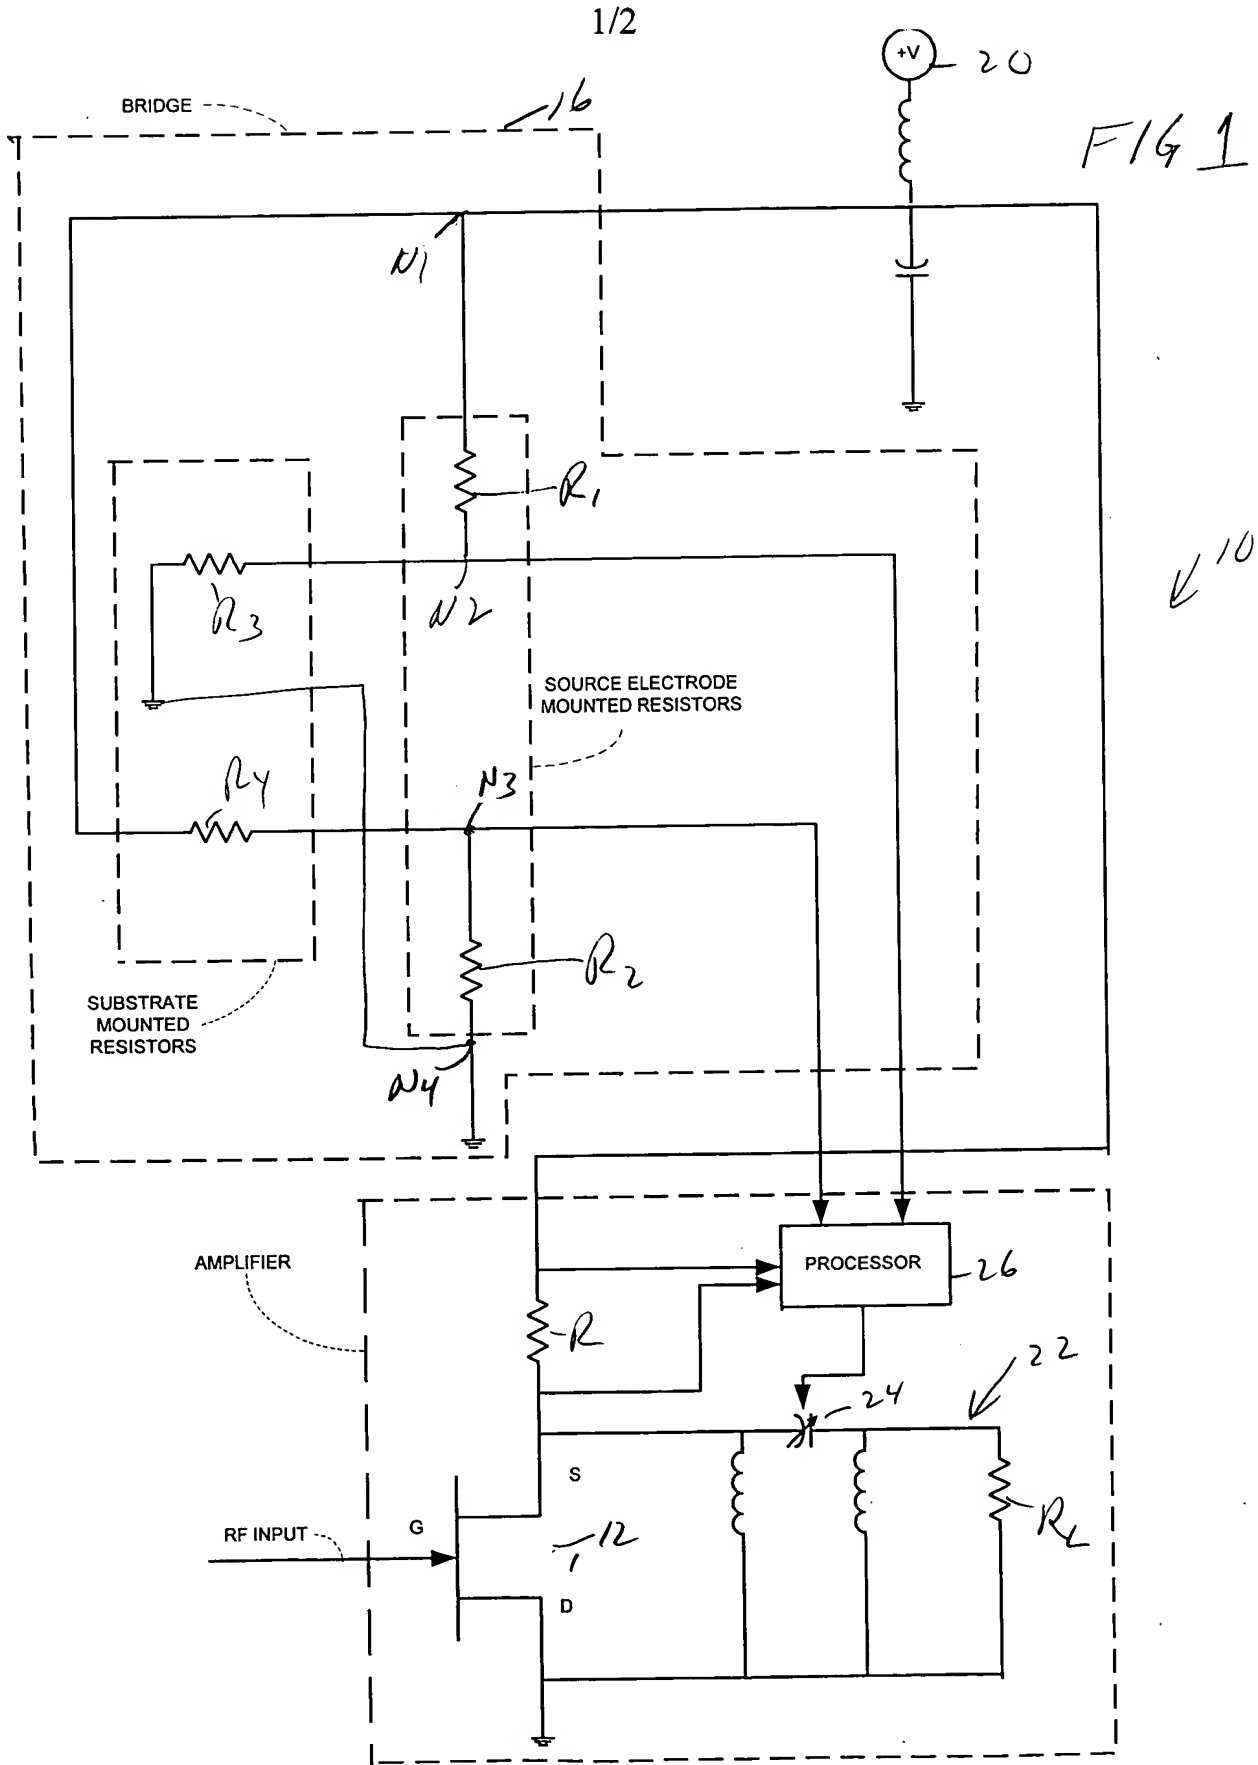 1/2
+V
20
BRIDGE
16
FIG 1
N1
R1
10
R3
N2
SOURCE ELECTRODE
MOUNTED RESISTORS
R4
N3
R2
SUBSTRATE
MOUNTED
RESISTORS
N4
AMPLIFIER
PROCESSOR
26
R
22
24
S
G
RF INPUT
12
RL
D